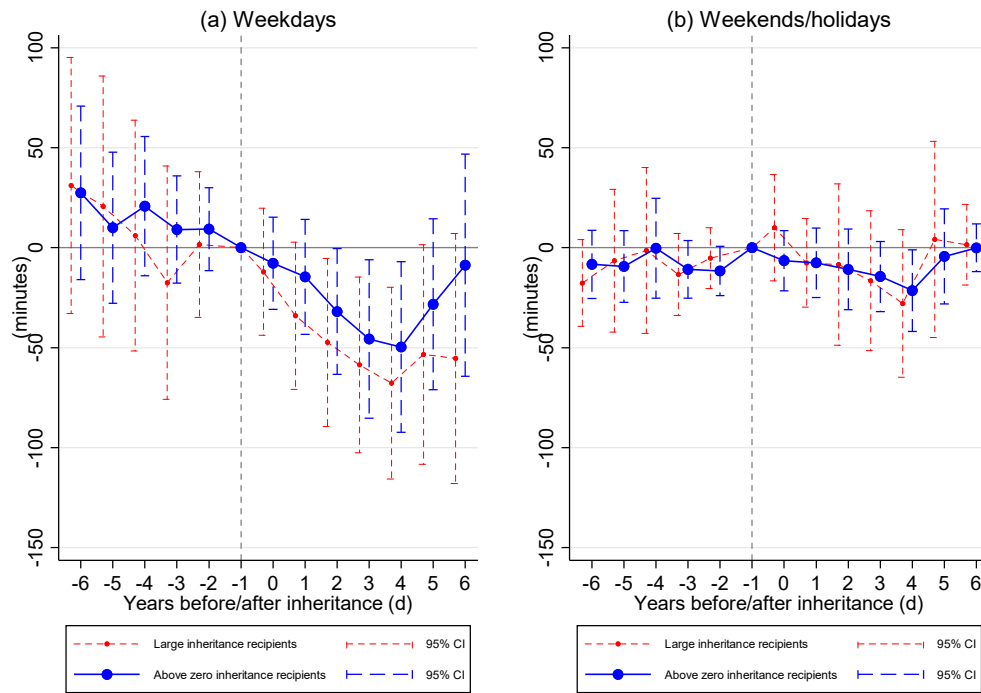 (a) Weekdays
(minutes)
100
50
0
-50
-100
-150
-6 -5 -4 -3 -2 -1 0 1 2 3 4 5 6
Years before/after inheritance (d)
Large inheritance recipients 95% CI
Above zero inheritance recipients 95% CI
(b) Weekends/holidays
(minutes)
100
50
0
-50
-100
-150
-6 -5 -4 -3 -2 -1 0 1 2 3 4 5 6
Years before/after inheritance (d)
Large inheritance recipients 95% CI
Above zero inheritance recipients 95% CI